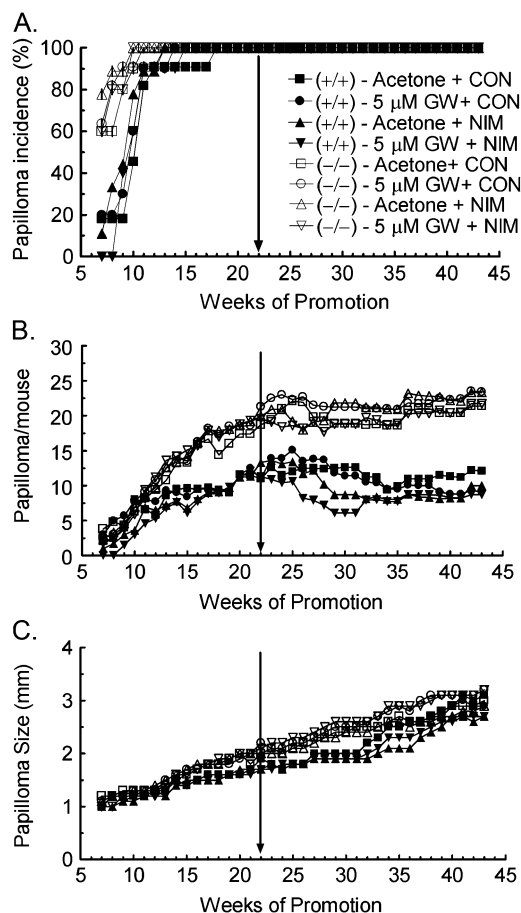 A.
Papilloma incidence (%)
100
80
60
40
20
0
(+/+) - Acetone + CON
(+/+) - 5 μM GW+ CON
(+/+) - Acetone + NIM
(+/+) - 5 μM GW + NIM
(−/−) - Acetone+ CON
(−/−) - 5 μM GW+ CON
(−/−) - Acetone + NIM
(−/−) - 5 μM GW + NIM
5 10 15 20 25 30 35 40 45
Weeks of Promotion
B.
Papilloma/mouse
30
25
20
15
10
5
0
5 10 15 20 25 30 35 40 45
Weeks of Promotion
C.
Papilloma Size (mm)
4
3
2
1
0
5 10 15 20 25 30 35 40 45
Weeks of Promotion